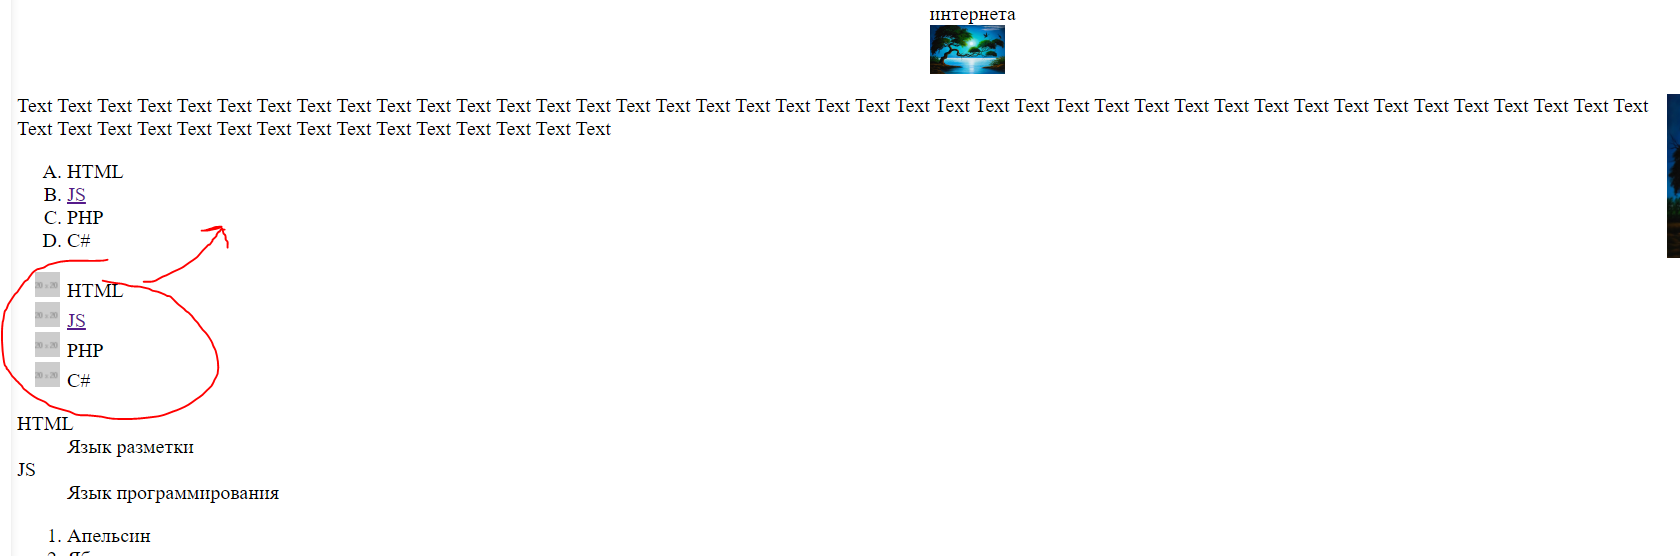 интернета
Text Text Text Text Text Text Text Text Text Text Text Text Text Text Text Text Text Text Text Text Text Text Text Text Text Text Text Text Text Text Text Text Text Text Text Text Text Text Text Text Text
Text Text Text Text Text Text Text Text Text Text Text Text Text Text Text
A. HTML
B. JS
C. PHP
D. C#
20 x 20 HTML
20 x 20 JS
20 x 20 PHP
20 x 20 C#
HTML
Язык разметки
JS
Язык программирования
1. Апельсин